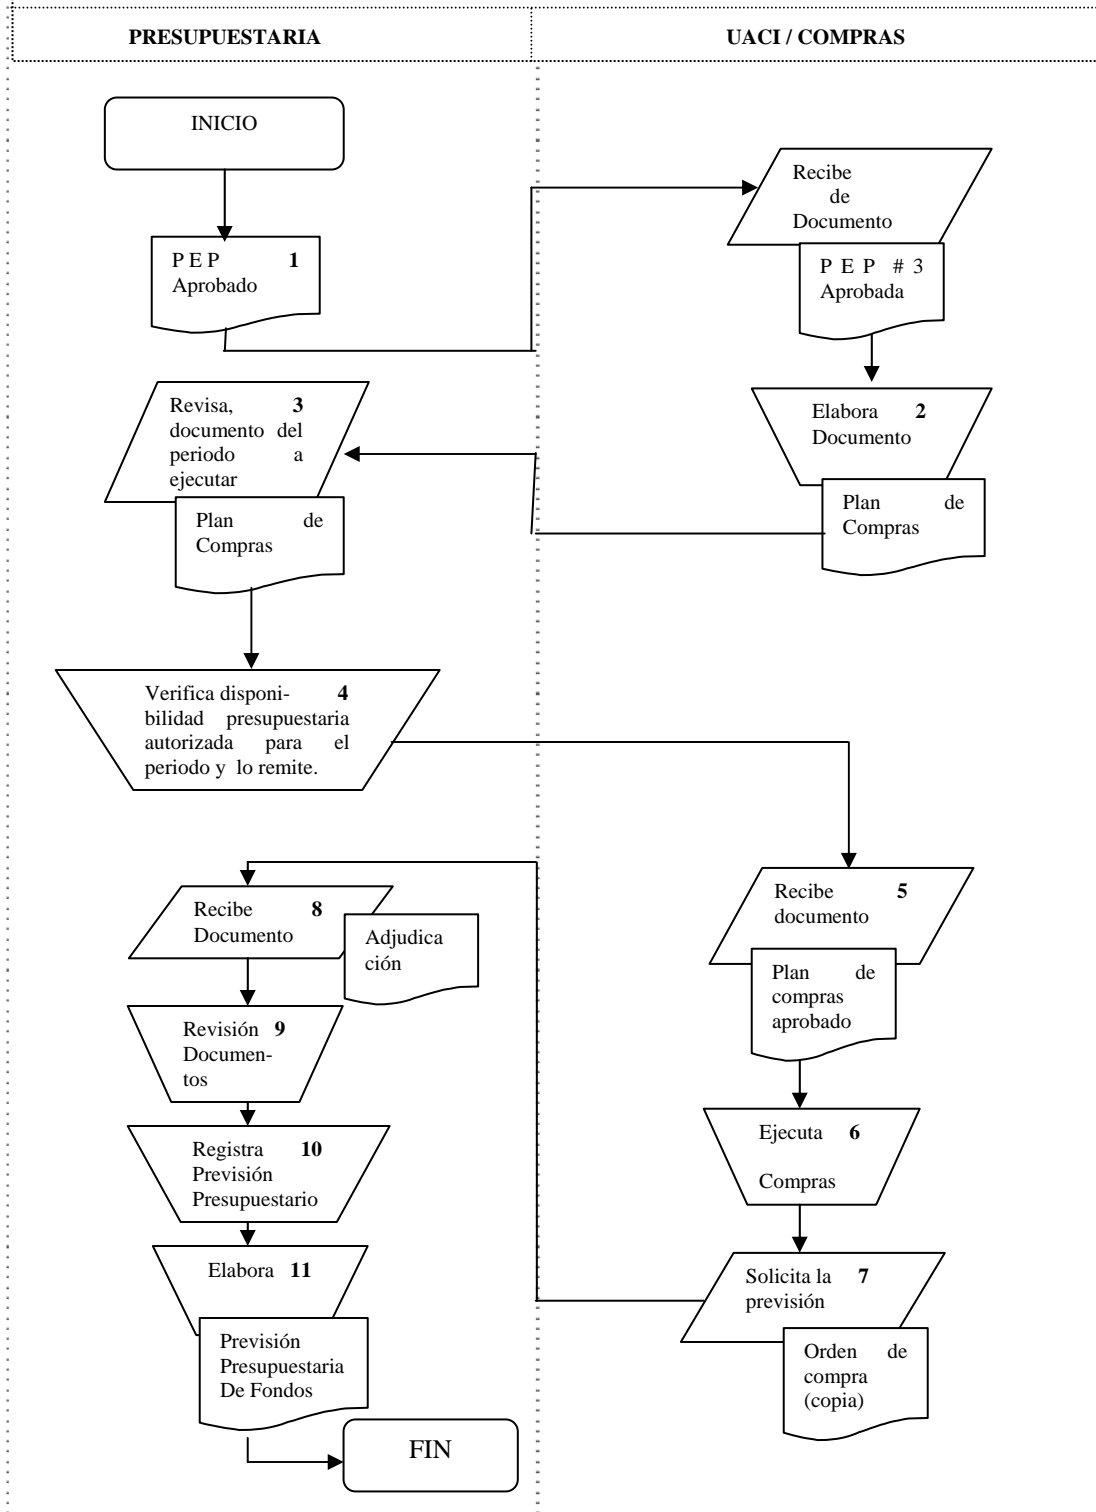 PRESUPUESTARIA
UACI / COMPRAS
INICIO
P E P 1
Aprobado
Recibe
de
Documento
P E P # 3
Aprobada
Elabora 2
Documento
Plan de
Compras
Revisa, 3
documento del
periodo a
ejecutar
Plan de
Compras
Verifica disponi- 4
bilidad presupuestaria
autorizada para el
periodo y lo remite.
Recibe 5
documento
Plan de
compras
aprobado
Ejecuta 6
Compras
Solicita la 7
previsión
Orden de
compra
(copia)
Recibe 8
Documento
Adjudica
ción
Revisión 9
Documen-
tos
Registra 10
Previsión
Presupuestario
Elabora 11
Previsión
Presupuestaria
De Fondos
FIN